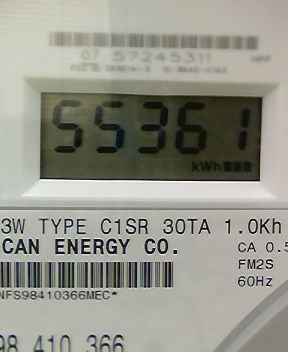 07 57245311
55361
kWh
3W TYPE C1SR 30TA 1.0Kh
CAN ENERGY CO.
CA 0.5
FM2S
60Hz
NFS98410366MEC*
98 410 366